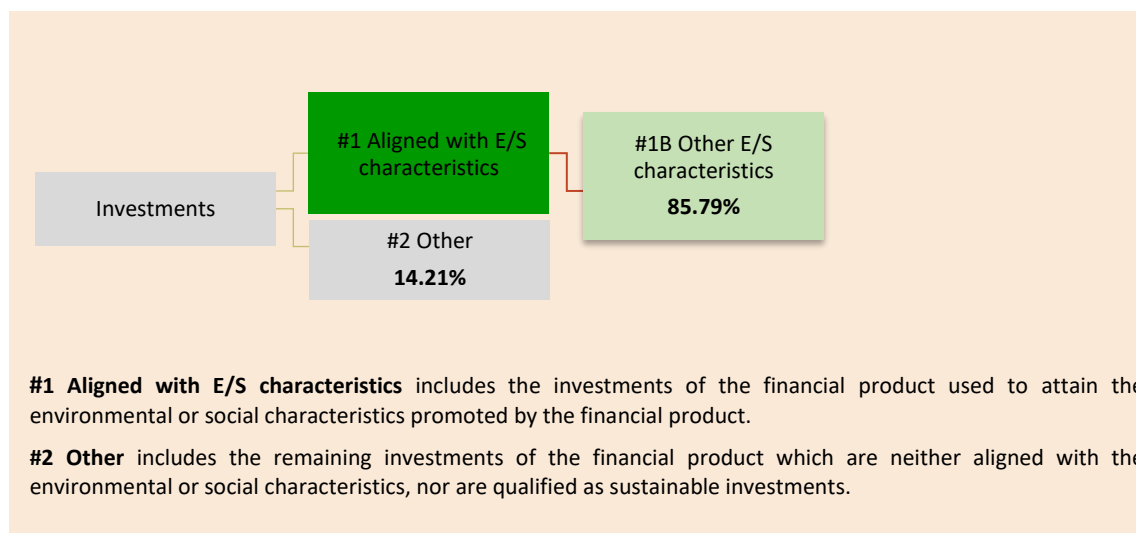 Investments
#1 Aligned with E/S
characteristics
#2 Other
14.21%
#1B Other E/S
characteristics
85.79%
#1 Aligned with E/S characteristics includes the investments of the financial product used to attain the
environmental or social characteristics promoted by the financial product.
#2 Other includes the remaining investments of the financial product which are neither aligned with the
environmental or social characteristics, nor are qualified as sustainable investments.